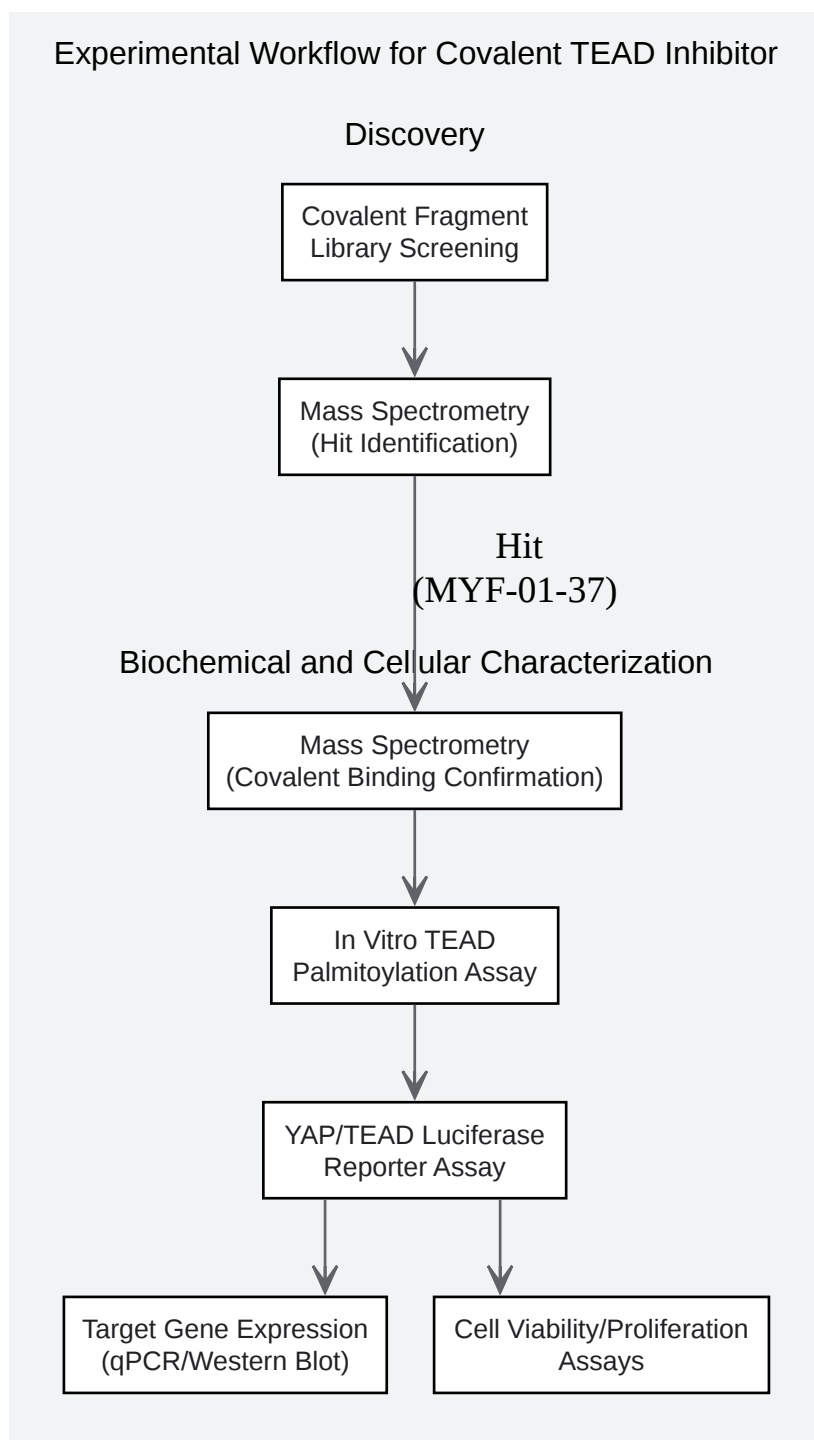 Experimental Workflow for Covalent TEAD Inhibitor
Discovery
Covalent Fragment
Library Screening
Mass Spectrometry
(Hit Identification)
Hit
(MYF-01-37)
Biochemical and Cellular Characterization
Mass Spectrometry
(Covalent Binding Confirmation)
In Vitro TEAD
Palmitoylation Assay
YAP/TEAD Luciferase
Reporter Assay
Target Gene Expression
(qPCR/Western Blot)
Cell Viability/Proliferation
Assays